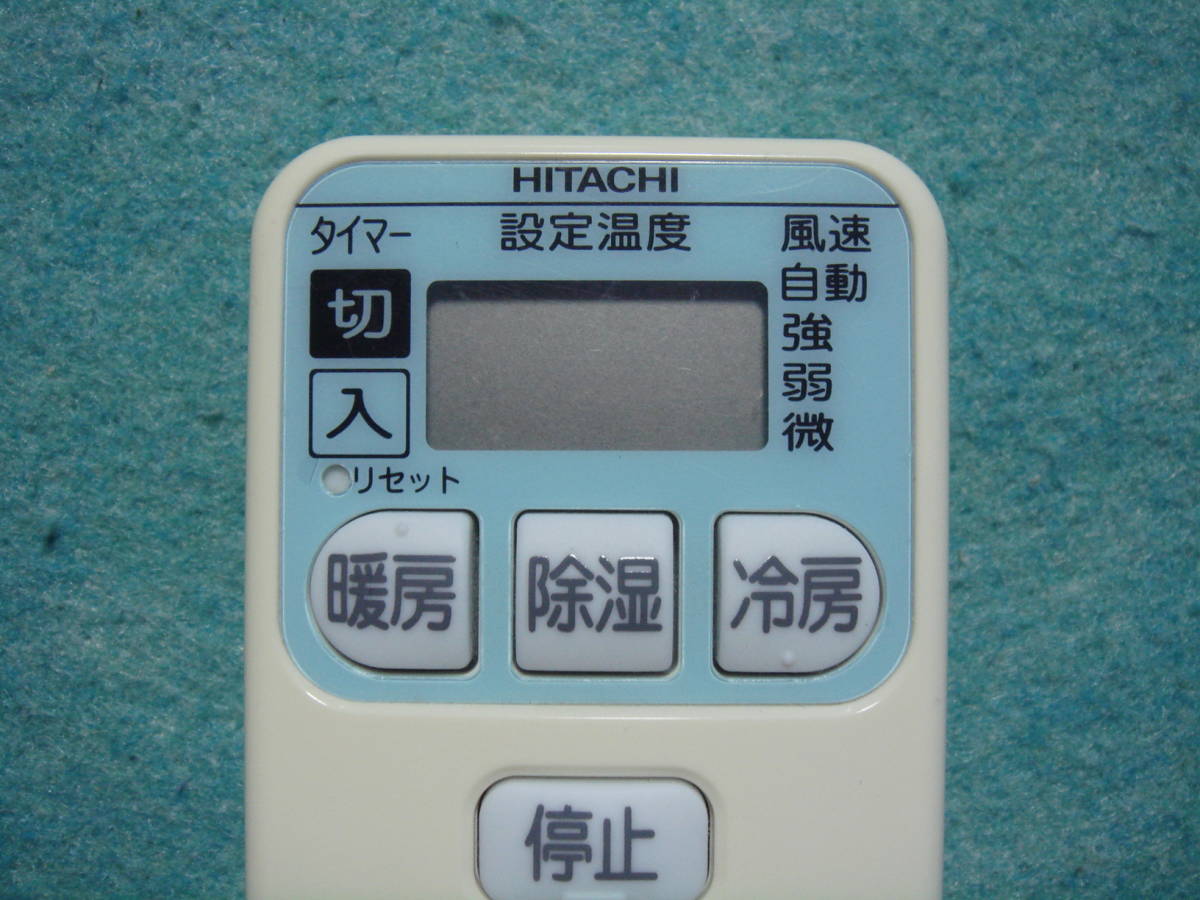 HITACHI
タイマー 設定温度 風速
切
入
自動
強
弱
微
リセット
暖房 除湿 冷房
停止